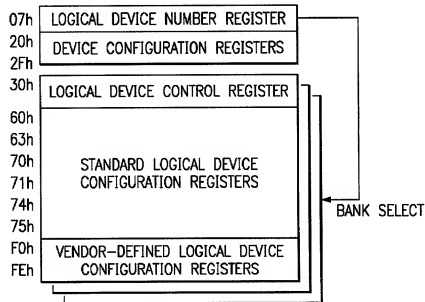 07h LOGICAL DEVICE NUMBER REGISTER
20h DEVICE CONFIGURATION REGISTERS
2Fh
30h LOGICAL DEVICE CONTROL REGISTER
60h
63h
70h STANDARD LOGICAL DEVICE
71h CONFIGURATION REGISTERS
74h
BANK SELECT
75h
F0h VENDOR-DEFINED LOGICAL DEVICE
FEh CONFIGURATION REGISTERS